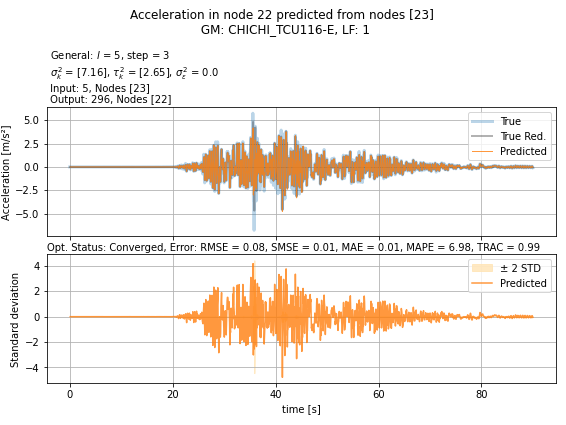 Acceleration in node 22 predicted from nodes [23]
GM: CHICHI_TCU116-E, LF: 1
General: l = 5, step = 3
σ²ₖ = [7.16], τ²ₖ = [2.65], σ²ε = 0.0
Input: 5, Nodes [23]
Output: 296, Nodes [22]
Acceleration [m/s²]
5.0
2.5
0.0
−2.5
−5.0
True
True Red.
Predicted
Opt. Status: Converged, Error: RMSE = 0.08, SMSE = 0.01, MAE = 0.01, MAPE = 6.98, TRAC = 0.99
Standard deviation
4
2
0
−2
−4
± 2 STD
Predicted
0 20 40 60 80
time [s]